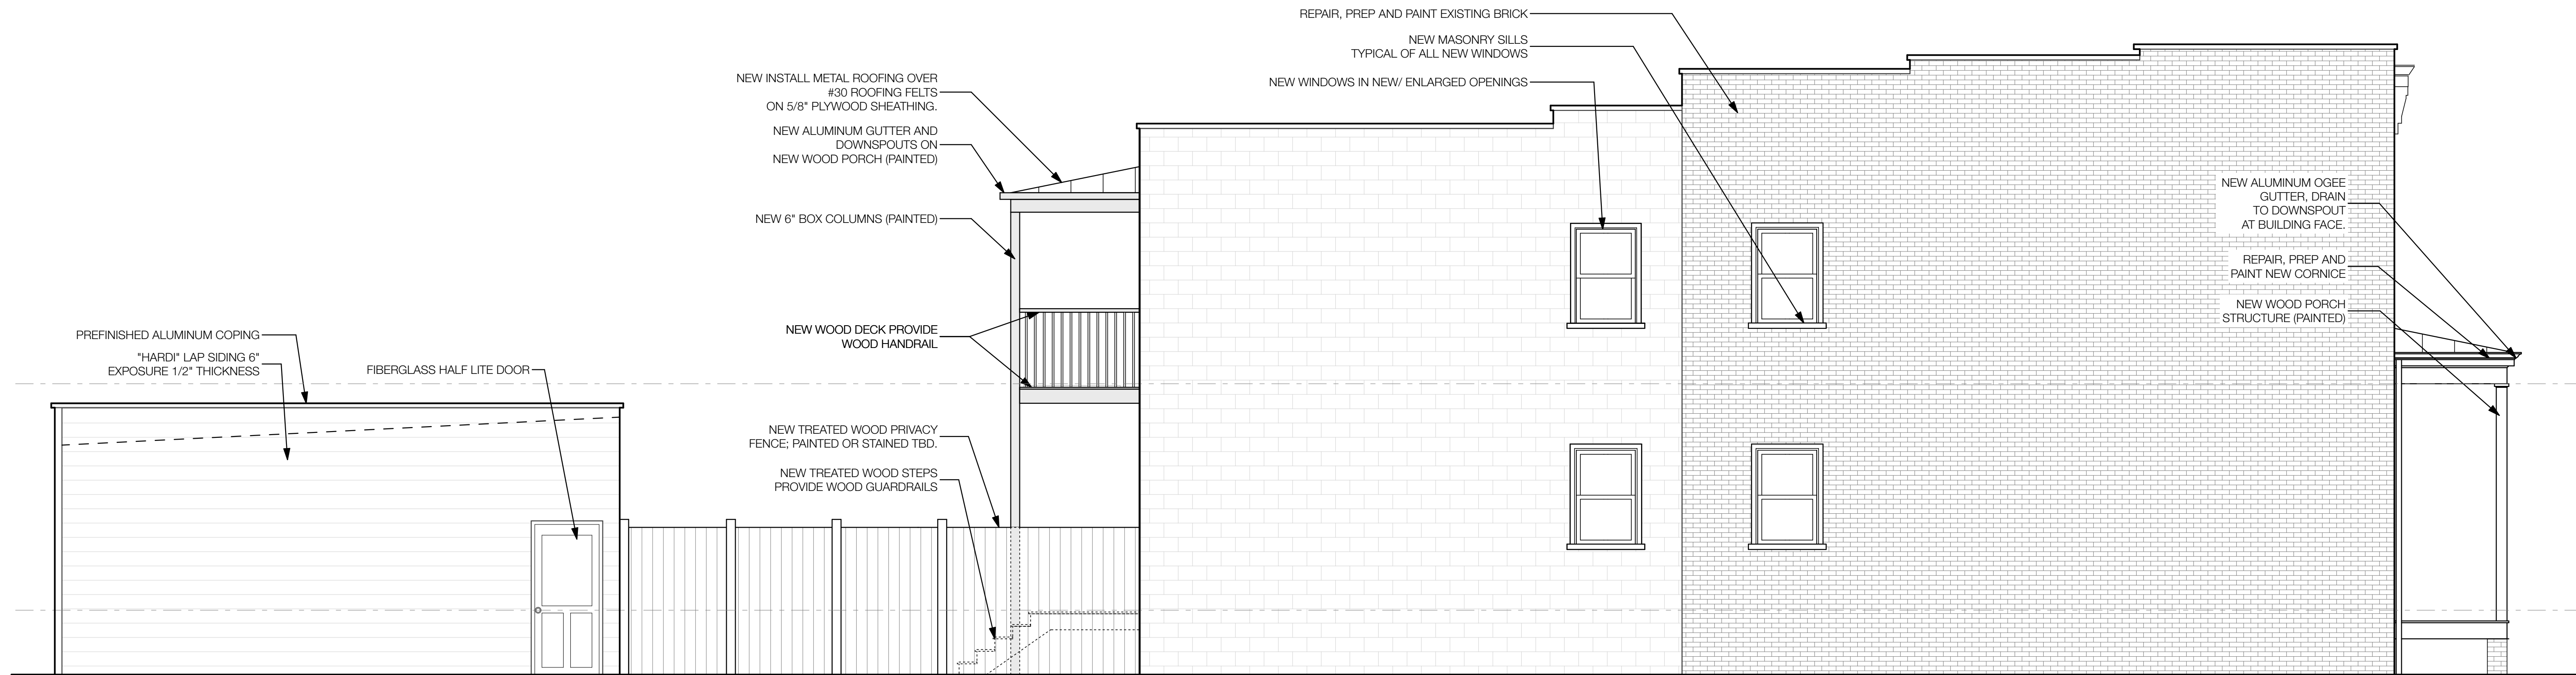 REPAIR, PREP AND PAINT EXISTING BRICK
NEW MASONRY SILLS
TYPICAL OF ALL NEW WINDOWS
NEW WINDOWS IN NEW/ ENLARGED OPENINGS
NEW INSTALL METAL ROOFING OVER
#30 ROOFING FELTS
ON 5/8" PLYWOOD SHEATHING.
NEW ALUMINUM GUTTER AND
DOWNSPOUTS ON
NEW WOOD PORCH (PAINTED)
NEW 6" BOX COLUMNS (PAINTED)
NEW WOOD DECK PROVIDE
WOOD HANDRAIL
NEW TREATED WOOD PRIVACY
FENCE; PAINTED OR STAINED TBD.
NEW TREATED WOOD STEPS
PROVIDE WOOD GUARDRAILS
PREFINISHED ALUMINUM COPING
"HARDI" LAP SIDING 6"
EXPOSURE 1/2" THICKNESS
FIBERGLASS HALF LITE DOOR
NEW ALUMINUM OGEE
GUTTER, DRAIN
TO DOWNSPOUT
AT BUILDING FACE.
REPAIR, PREP AND
PAINT NEW CORNICE
NEW WOOD PORCH
STRUCTURE (PAINTED)